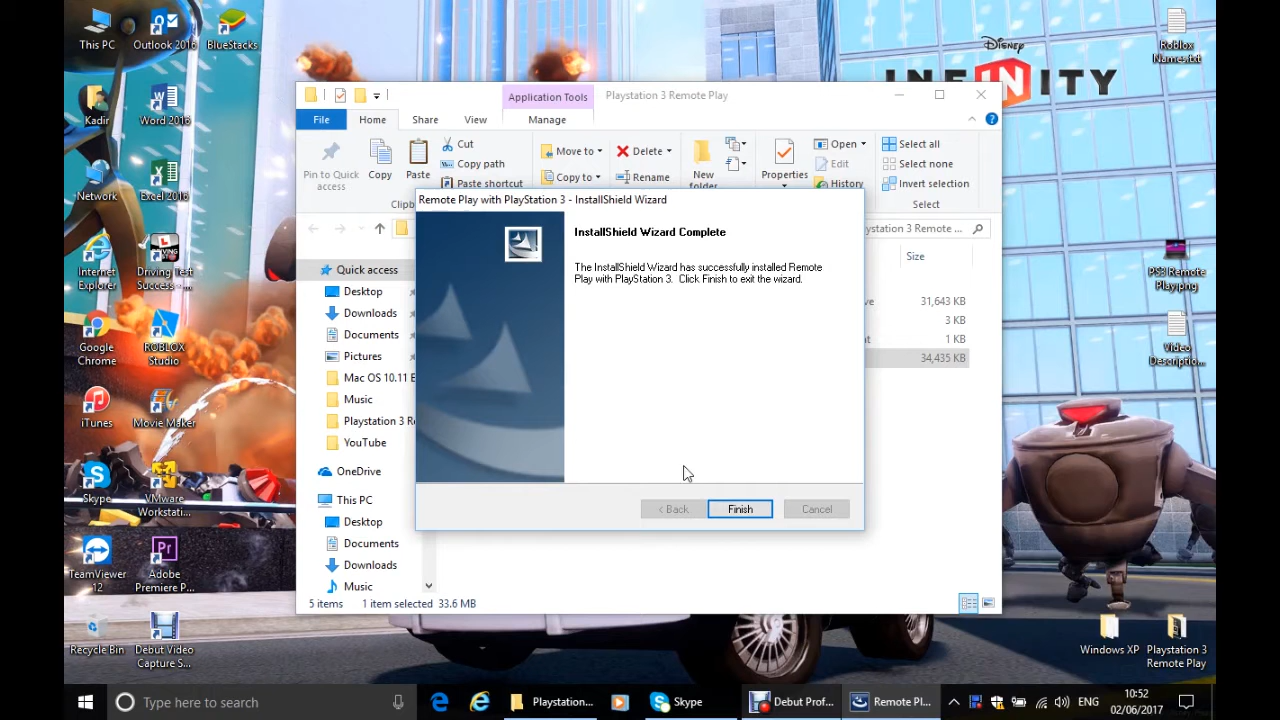 This PC
Outlook 2016
BlueStacks
Kadir
Word 2016
Network
Excel 2016
Internet
Explorer
Driving Test
Success -...
Google
Chrome
ROBLOX
Studio
iTunes
Movie Maker
Skype
VMware
Workstati...
TeamViewer
12
Adobe
Premiere P...
Recycle Bin
Debut Video
Capture S...
DISNEY
INFINITY
Roblox
Names.txt
PS3 Remote
Play.png
Video
Descriptio...
Windows XP
Playstation 3
Remote Play
Application Tools
Playstation 3 Remote Play
File
Home
Share
View
Manage
Pin to Quick
access
Copy
Paste
Cut
Copy path
Paste shortcut
Move to
Copy to
Delete
Rename
New
folder
Properties
Open
Edit
History
Select all
Select none
Invert selection
Clipb
Select
aystation 3 Remote ...
Size
Quick access
Desktop
Downloads
Documents
Pictures
Mac OS 10.11 E
Music
Playstation 3 Re
YouTube
OneDrive
This PC
Desktop
Documents
Downloads
Music
ve
31,643 KB
3 KB
t
1 KB
34,435 KB
5 items
1 item selected 33.6 MB
Remote Play with PlayStation 3 - InstallShield Wizard
InstallShield Wizard Complete
The InstallShield Wizard has successfully installed Remote
Play with PlayStation 3. Click Finish to exit the wizard.
< Back
Finish
Cancel
Type here to search
Playstation...
Skype
Debut Prof...
Remote Pl...
ENG
10:52
02/06/2017